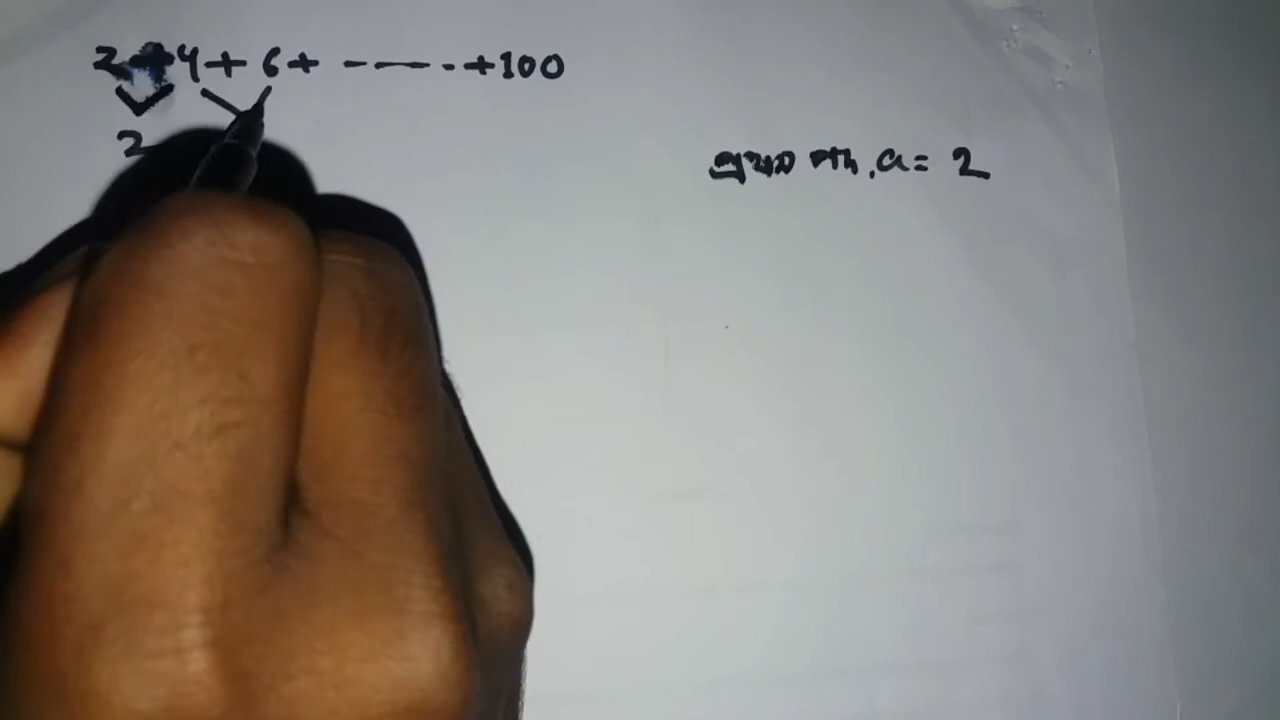 2+4+6+ - — - - +100
2
প্রথম পদ, a= 2